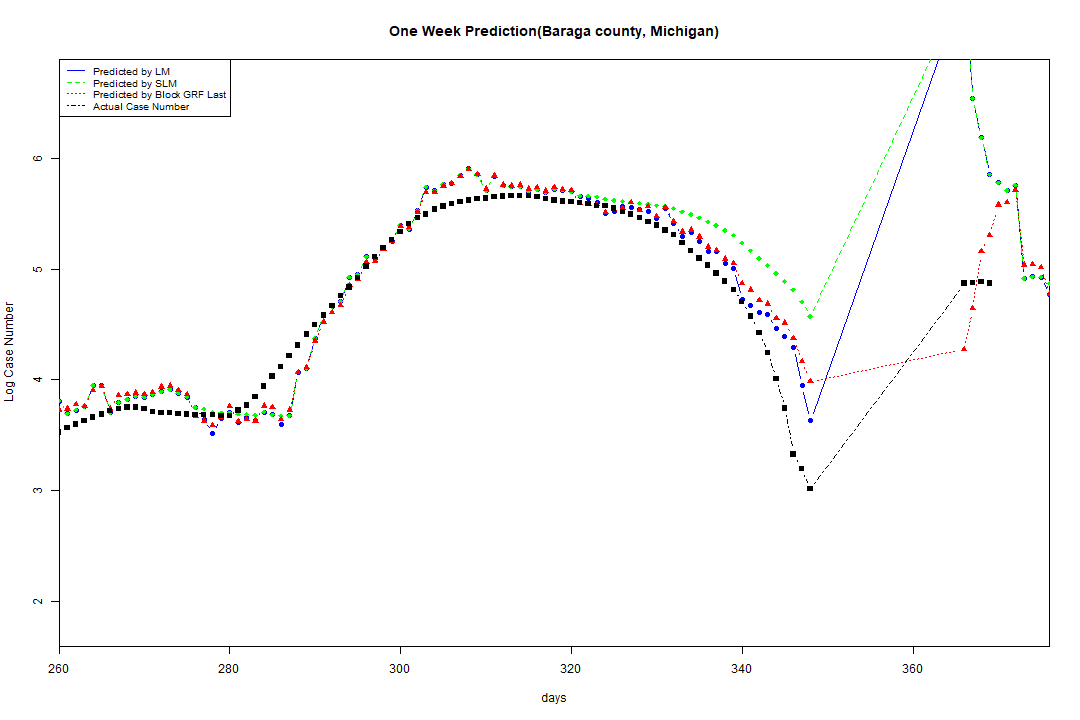 One Week Prediction(Baraga county, Michigan)
Predicted by LM
Predicted by SLM
Predicted by Block GRF Last
Actual Case Number
6
5
4
3
2
Log Case Number
260 280 300 320 340 360
days